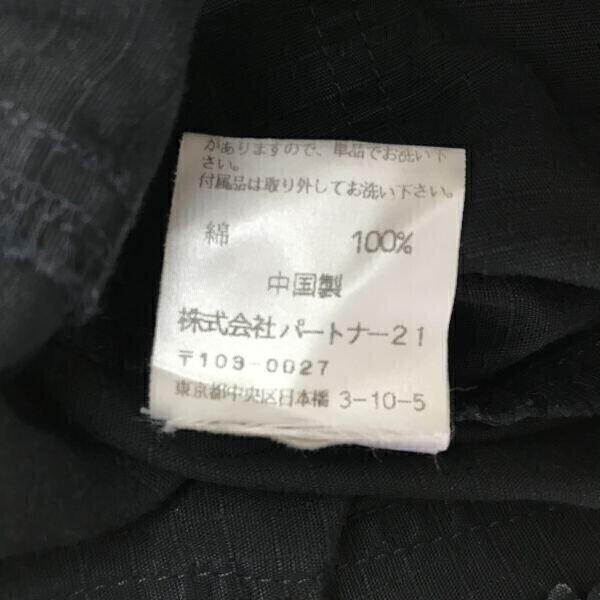 がありますので、単品でお洗い下
さい。
付属品は取り外してお洗い下さい。
綿 100%
中国製
株式会社パートナー21
〒103-0027
東京都中央区日本橋 3-10-5